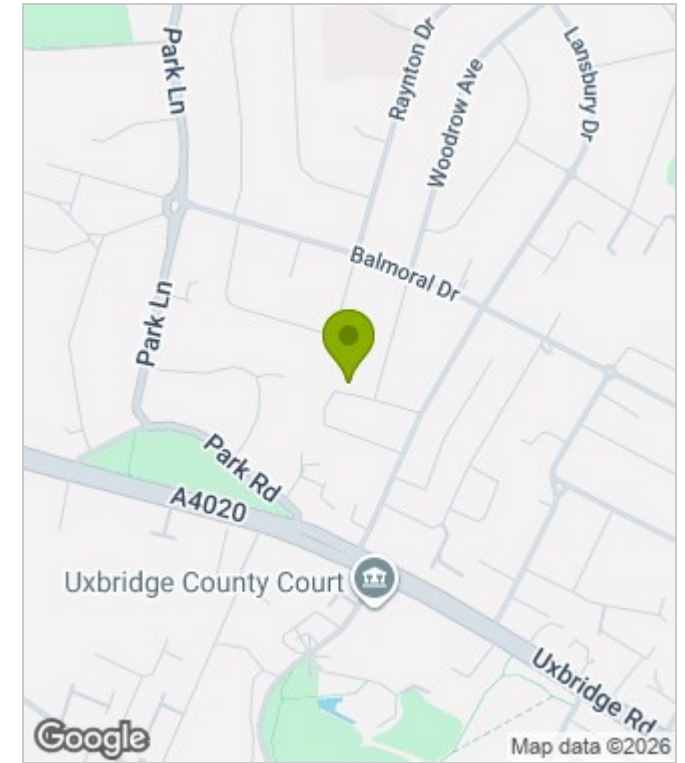 Park Ln
Raynton Dr
Woodrow Ave
Lansbury Dr
Balmoral Dr
Park Ln
Park Rd
A4020
Uxbridge County Court
Uxbridge Rd
Google
Map data ©2026